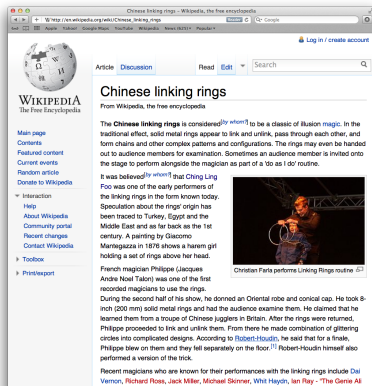 Chinese linking rings – Wikipedia, the free encyclopedia
W http://en.wikipedia.org/wiki/Chinese_linking_rings
Reader
Google
Apple Yahoo! Google Maps YouTube Wikipedia News Popular
Log in / create account
Article Discussion Read Edit Search
WIKIPEDIA
The Free Encyclopedia
Main page
Contents
Featured content
Current events
Random article
Donate to Wikipedia
Interaction
Help
About Wikipedia
Community portal
Recent changes
Contact Wikipedia
Toolbox
Print/export
Chinese linking rings
From Wikipedia, the free encyclopedia
The Chinese linking rings is considered[by whom?] to be a classic of illusion magic. In the
traditional effect, solid metal rings appear to link and unlink, pass through each other, and
form chains and other complex patterns and configurations. The rings may be handed
out to audience members for examination. Sometimes an audience member is invited onto
the stage to perform alongside the magician as part of a 'do as I do' routine.
It was believed[by whom?] that Ching Ling
Foo was one of the early performers of
the linking rings in the form known today.
Speculation about the rings' origin has
been traced to Turkey, Egypt and the
Middle East and as far back as the 1st
century. A painting by Giacomo
Mantegazza in 1876 shows a harem girl
holding a set of rings above her head.
Christian Farla performs Linking Rings routine
French magician Philippe (Jacques
Andre Noel Talon) was one of the first
recorded magicians to use the rings.
During the second half of his show, he donned an Oriental robe and conical cap. He took 8-
inch (200 mm) solid metal rings and had the audience examine them. He claimed that he
learned them from a troupe of Chinese jugglers in Britain. After the rings were returned,
Philippe proceeded to link and unlink them. From there he made combination of glittering
circles into complicated designs. According to Robert-Houdin, he said that for a finale,
Philippe blew on them and they fell separately on the floor.[1] Robert-Houdin himself also
performed a version of the trick.
Recent magicians who are known for their performances with the linking rings include Dai
Vernon, Richard Ross, Jack Miller, Michael Skinner, Whit Haydn, Ian Ray - "The Genie Ali